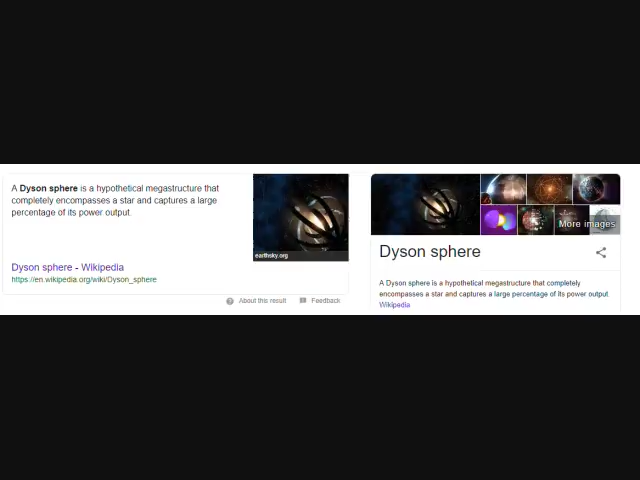 A Dyson sphere is a hypothetical megastructure that
completely encompasses a star and captures a large
percentage of its power output.
earthsky.org
Dyson sphere - Wikipedia
https://en.wikipedia.org/wiki/Dyson_sphere
About this result
Feedback
More images
Dyson sphere
A Dyson sphere is a hypothetical megastructure that completely
encompasses a star and captures a large percentage of its power output.
Wikipedia